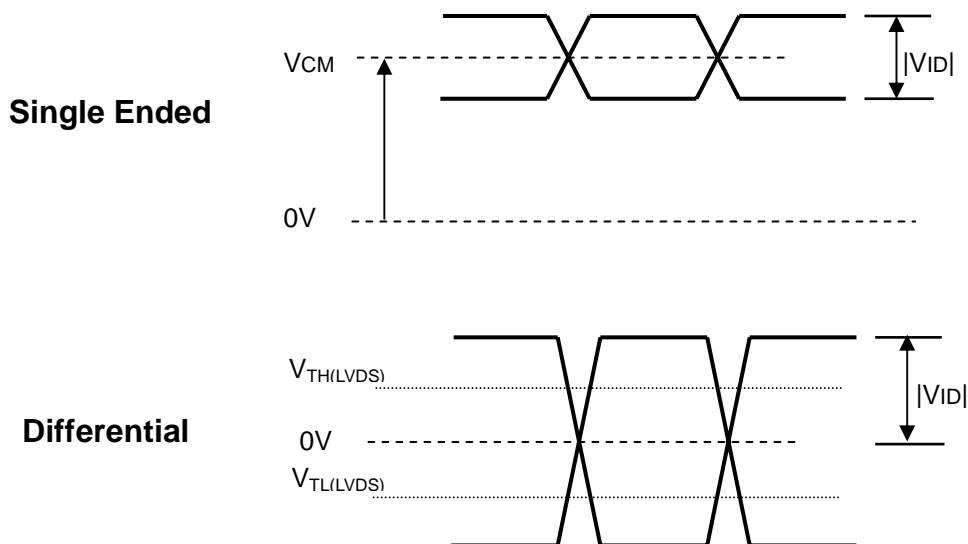 VCM
|VID|
Single Ended
0V
VTH(LVDS)
|VID|
Differential
0V
VTL(LVDS)